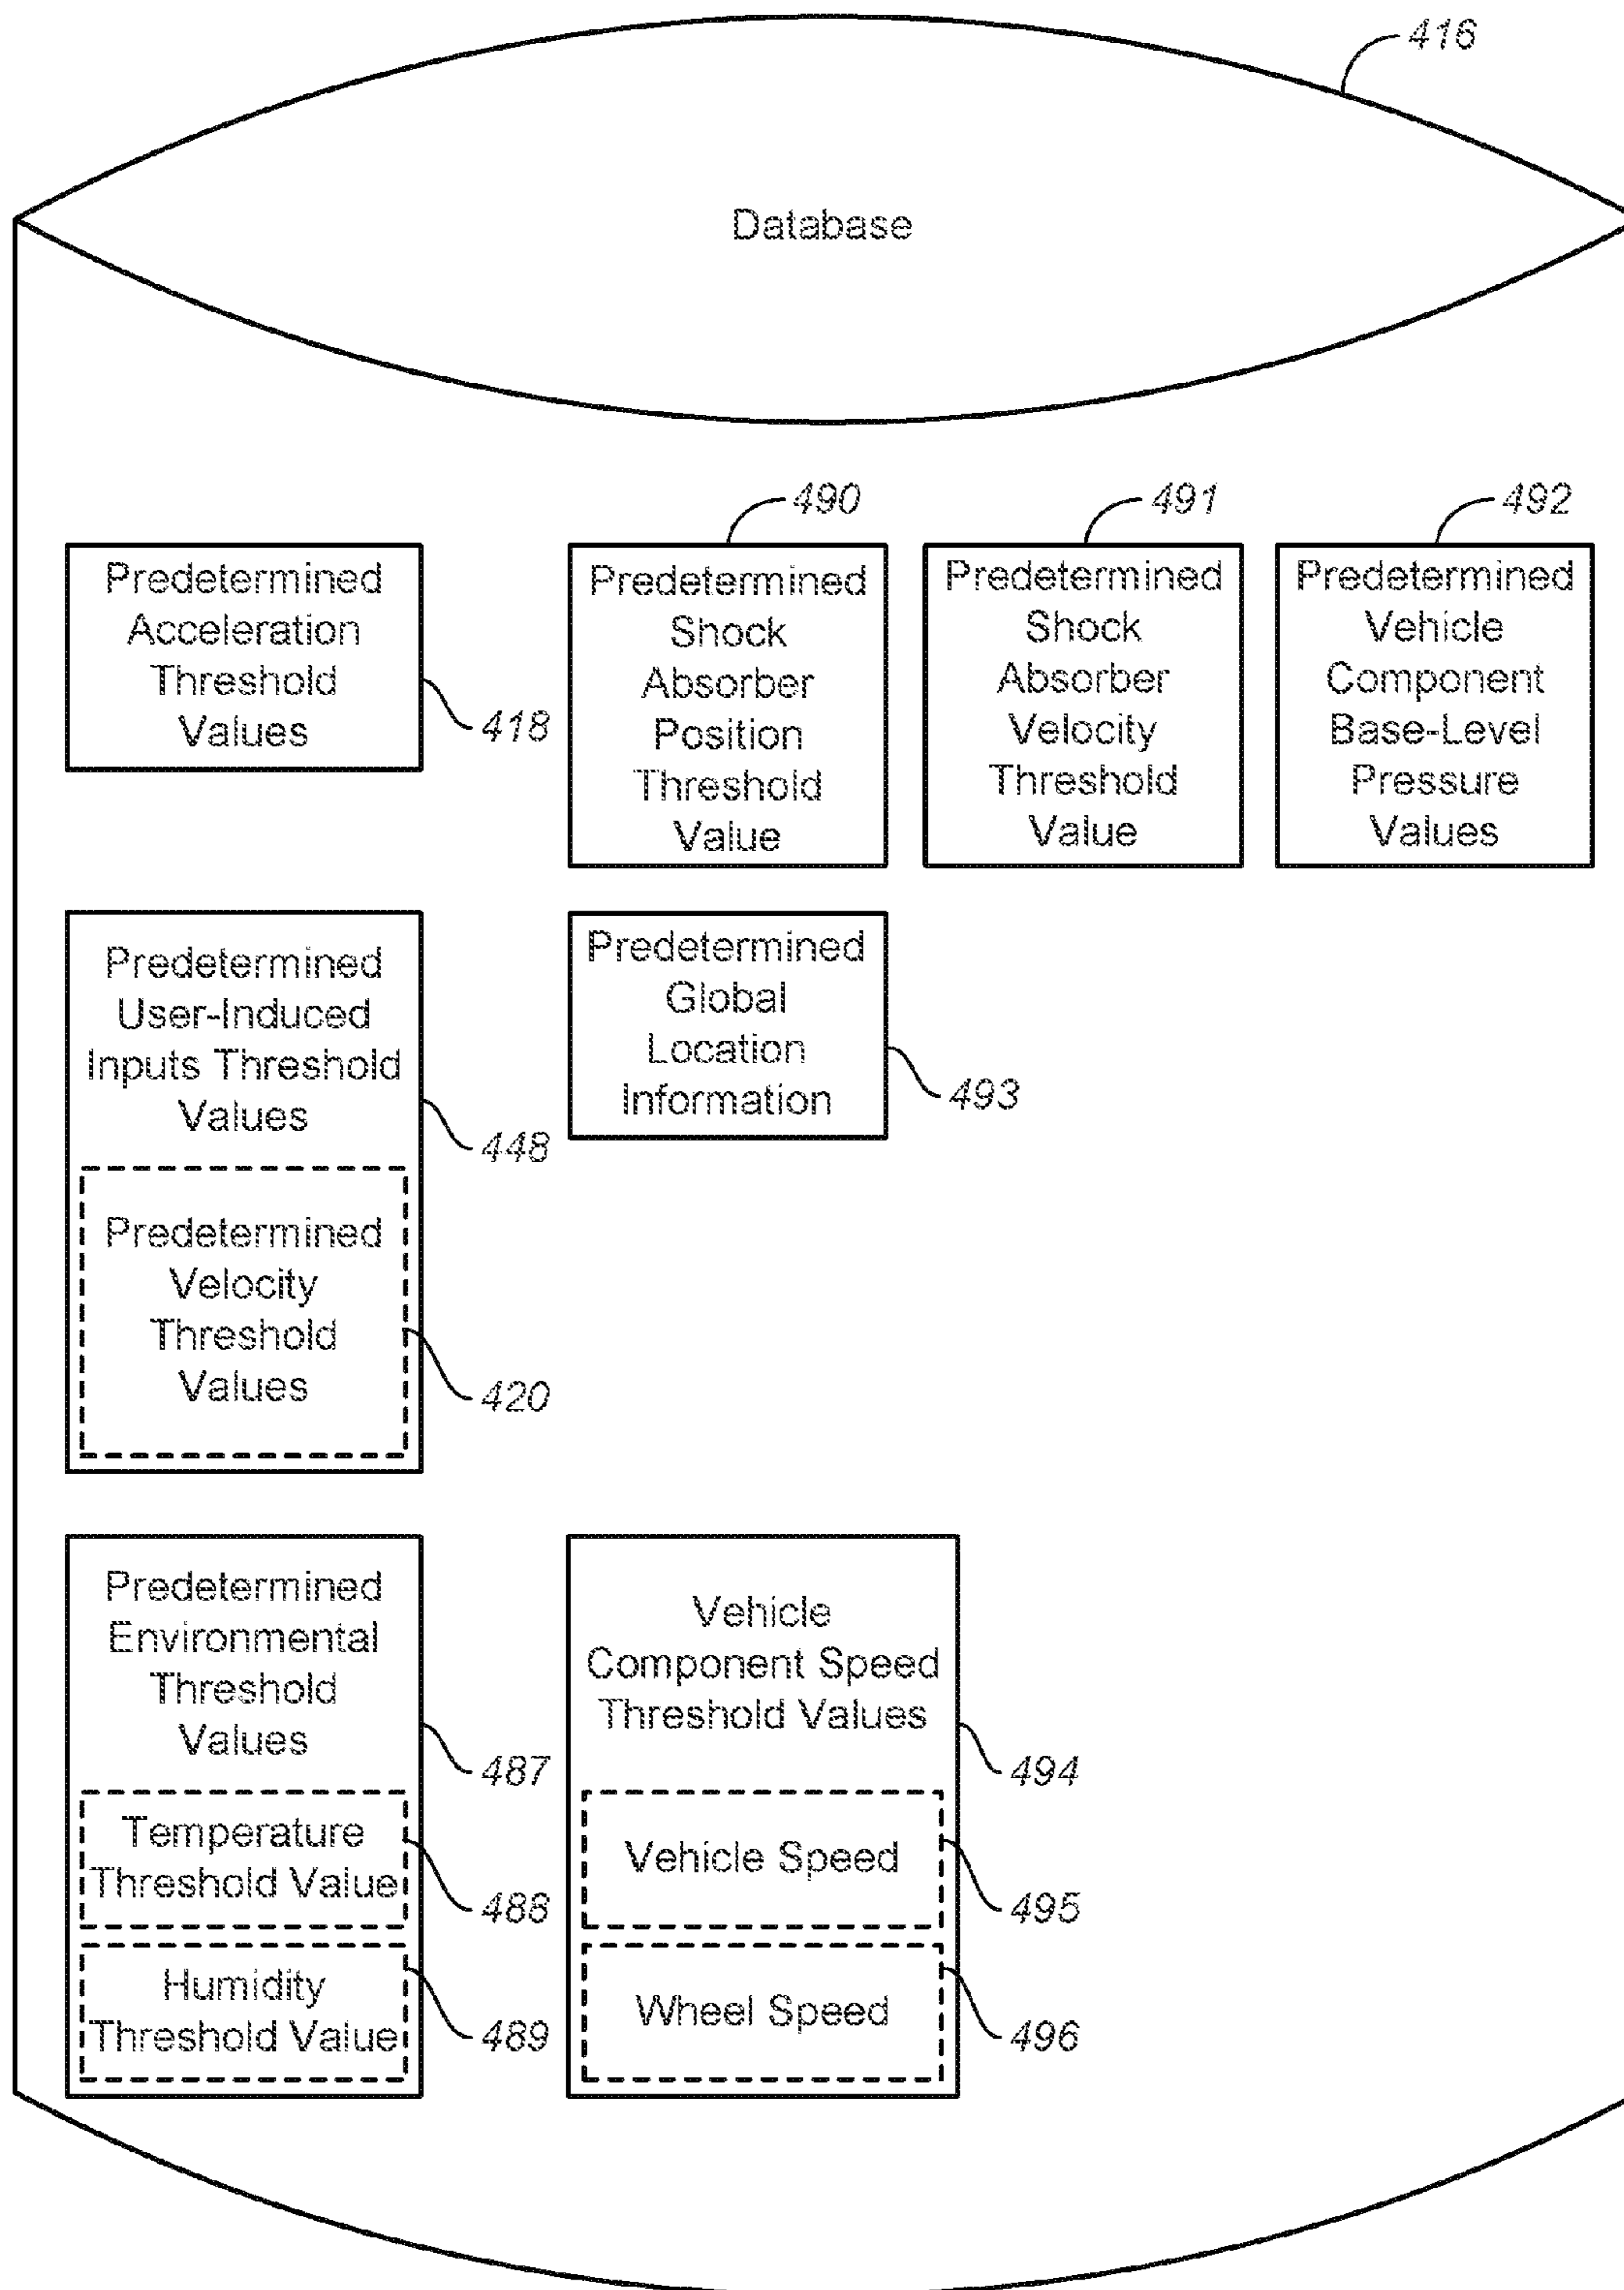 416
Database
490
491
492
Predetermined
Acceleration
Threshold
Values
418
Predetermined
Shock
Absorber
Position
Threshold
Value
Predetermined
Shock
Absorber
Velocity
Threshold
Value
Predetermined
Vehicle
Component
Base-Level
Pressure
Values
Predetermined
User-Induced
Inputs Threshold
Values
448
Predetermined
Velocity
Threshold
Values
420
Predetermined
Global
Location
Information
493
Predetermined
Environmental
Threshold
Values
487
Temperature
Threshold Value
488
Humidity
Threshold Value
489
Vehicle
Component Speed
Threshold Values
494
Vehicle Speed
495
Wheel Speed
496